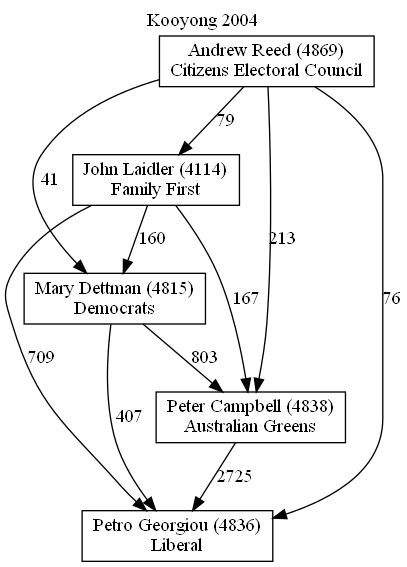 Kooyong 2004
Andrew Reed (4869)
Citizens Electoral Council
79
John Laidler (4114)
Family First
41
160
213
Mary Dettman (4815)
Democrats
167
76
709
803
407
Peter Campbell (4838)
Australian Greens
2725
Petro Georgiou (4836)
Liberal